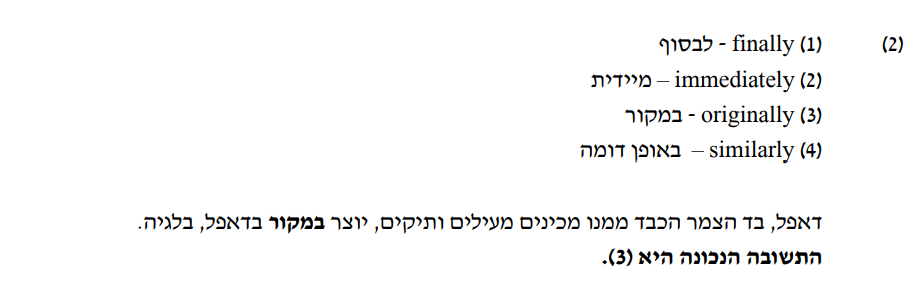 (1) finally - לבסוף (2)
(2) immediately – מיידית
(3) originally - במקור
(4) similarly – באופן דומה
דאפל, בד הצמר הכבד ממנו מכינים מעילים ותיקים, יוצר במקור בדאפל, בלגיה.
התשובה הנכונה היא (3).